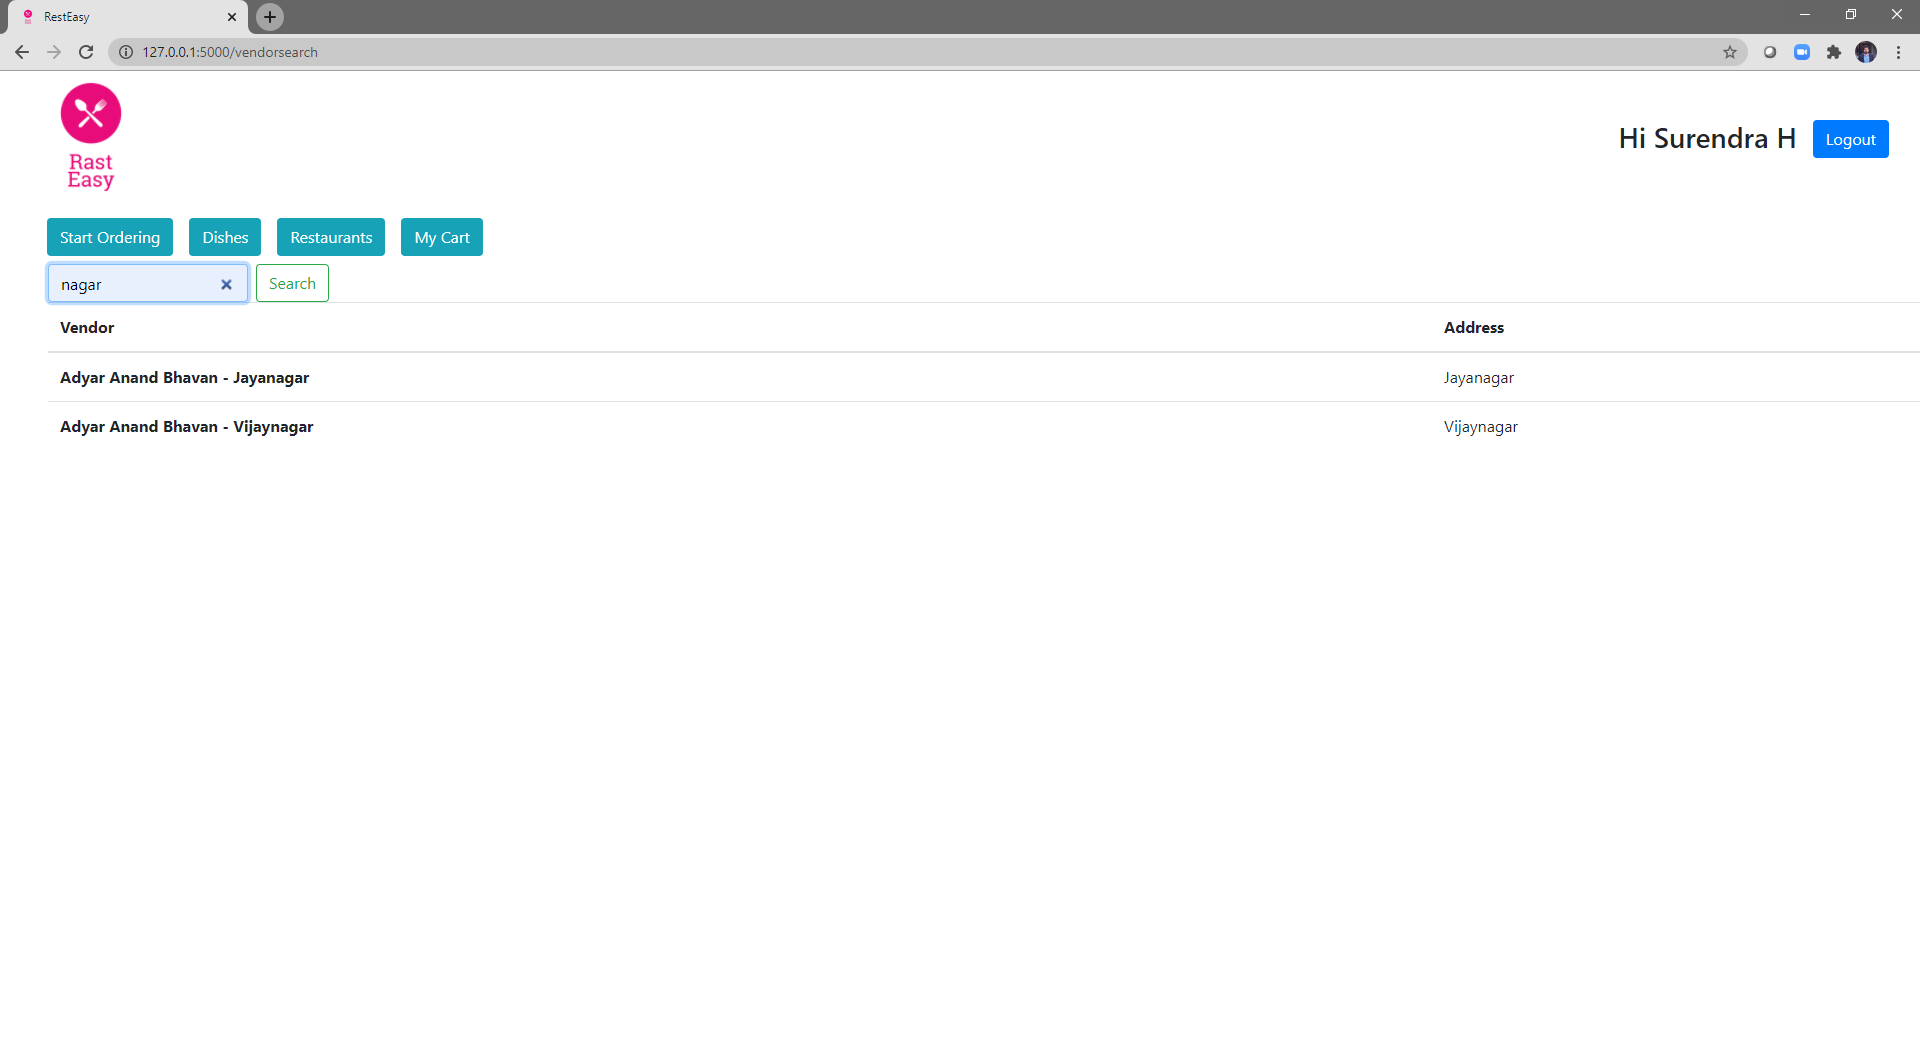 RestEasy
127.0.0.1:5000/vendorsearch
Rast
Easy
Hi Surendra H Logout
Start Ordering Dishes Restaurants My Cart
nagar Search
Vendor Address
Adyar Anand Bhavan - Jayanagar Jayanagar
Adyar Anand Bhavan - Vijaynagar Vijaynagar